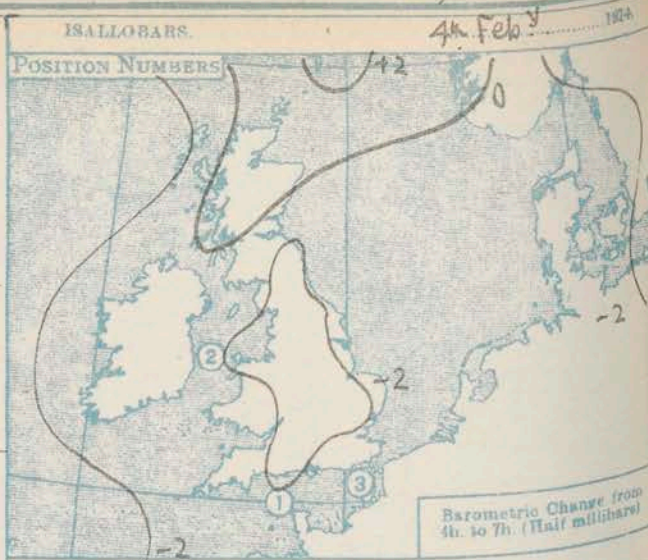 ISALLOBARS. 4th Feby
POSITION NUMBERS
+2
0
-2
2
-2
1
3
-2
Barometric Change from
4h. to 7h. (Half millibars)